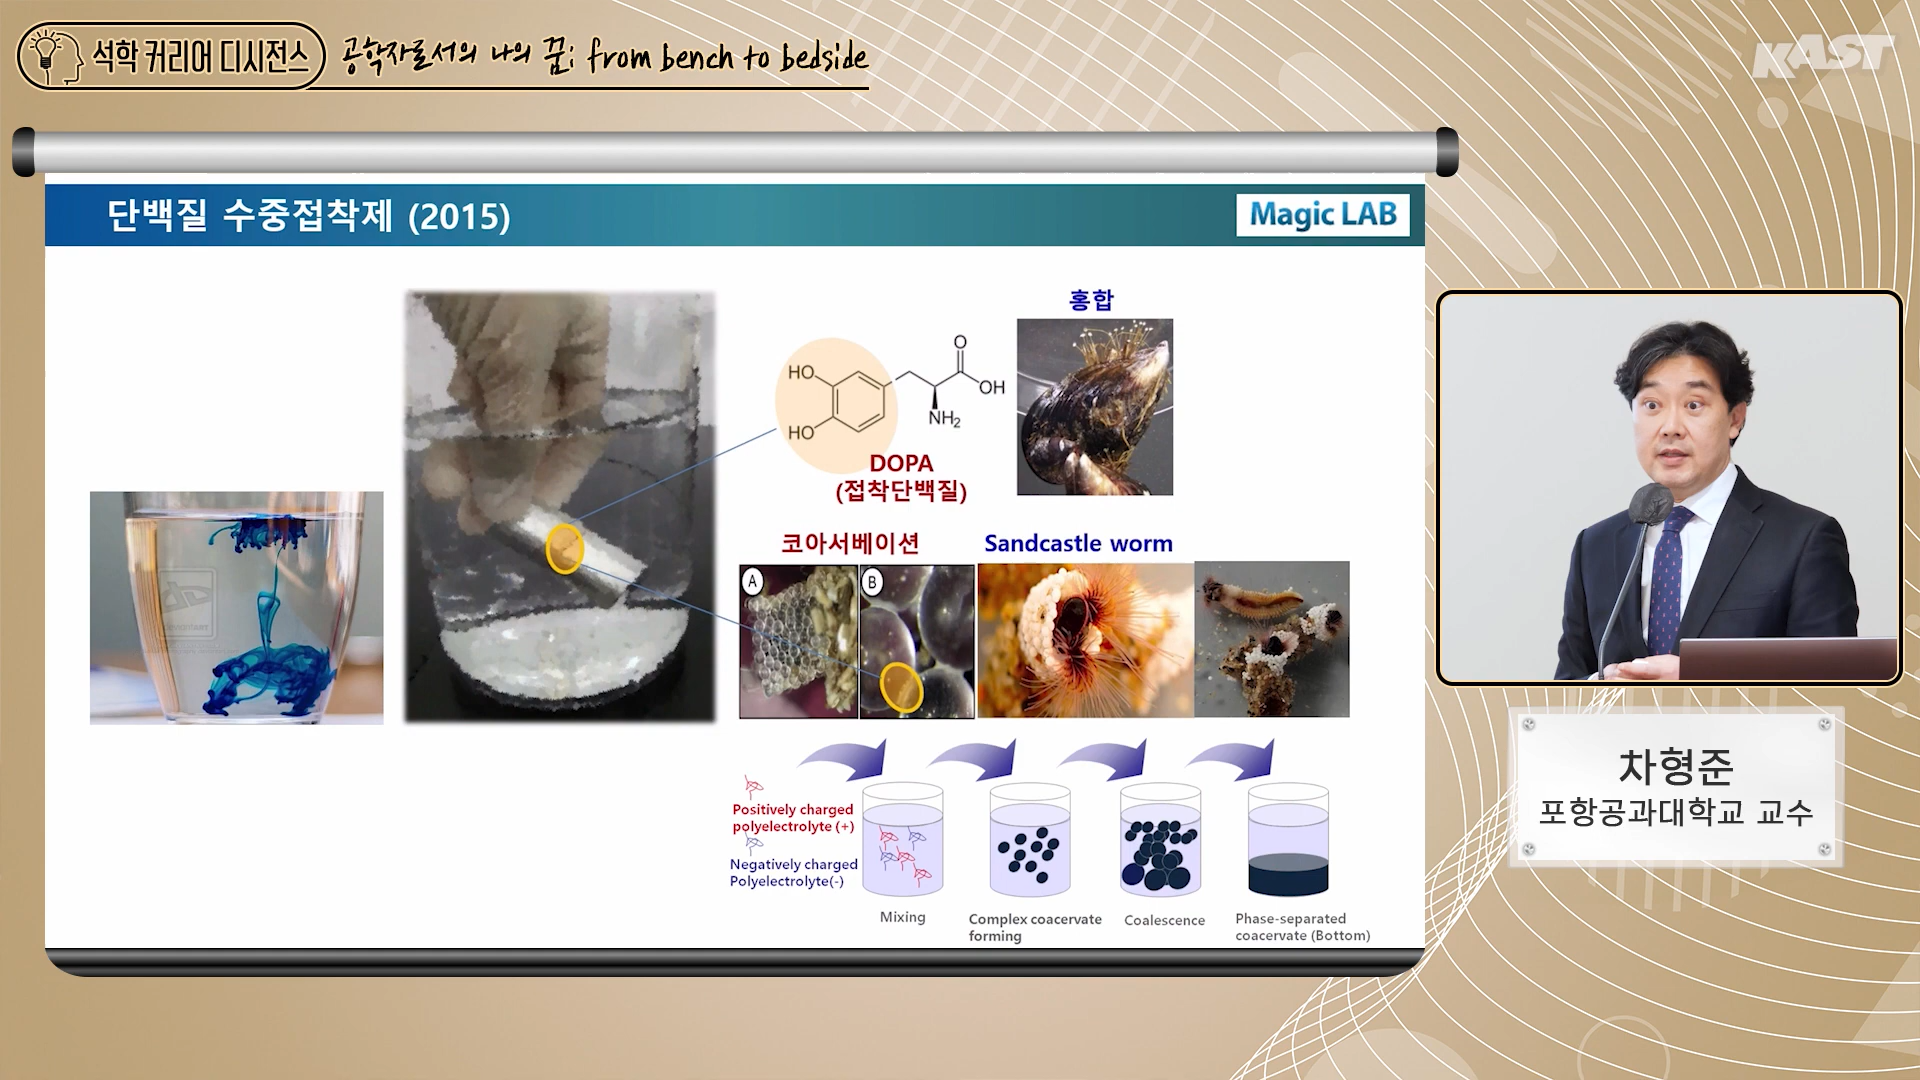 석학 커리어 디시전스
공학자로서의 나의 꿈; from bench to bedside
KAST
단백질 수중접착제 (2015)
Magic LAB
홍합
HO
HO
O
OH
NH₂
DOPA
(접착단백질)
코아서베이션
Sandcastle worm
A
B
Positively charged
polyelectrolyte (+)
Negatively charged
Polyelectrolyte(-)
Mixing
Complex coacervate
forming
Coalescence
Phase-separated
coacervate (Bottom)
차형준
포항공과대학교 교수